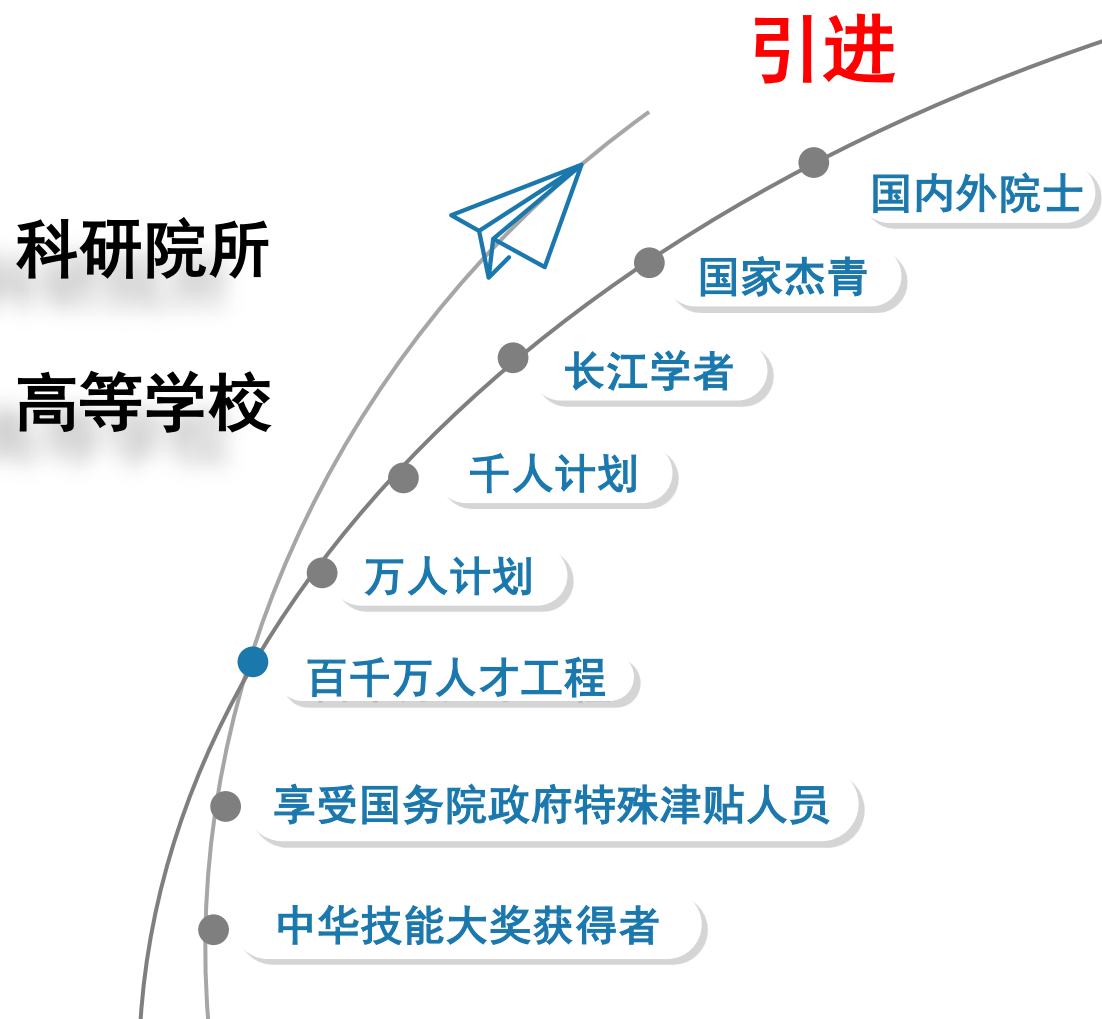 引进
国内外院士
科研院所
国家杰青
长江学者
高等学校
千人计划
万人计划
百千万人才工程
享受国务院政府特殊津贴人员
中华技能大奖获得者